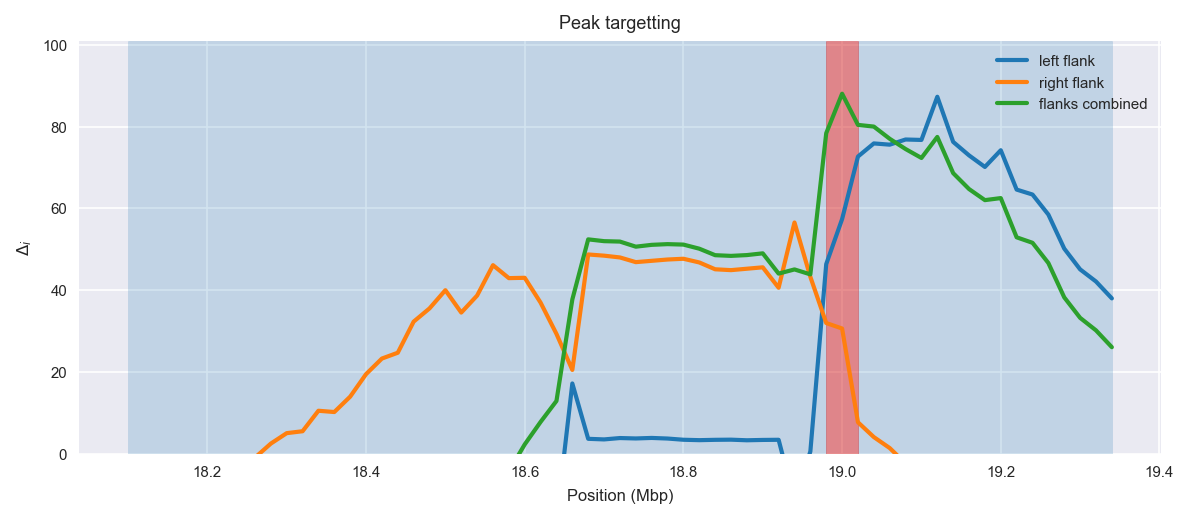 Peak targetting
100
80
60
40
20
0
Δi
left flank
right flank
flanks combined
18.2 18.4 18.6 18.8 19.0 19.2 19.4
Position (Mbp)